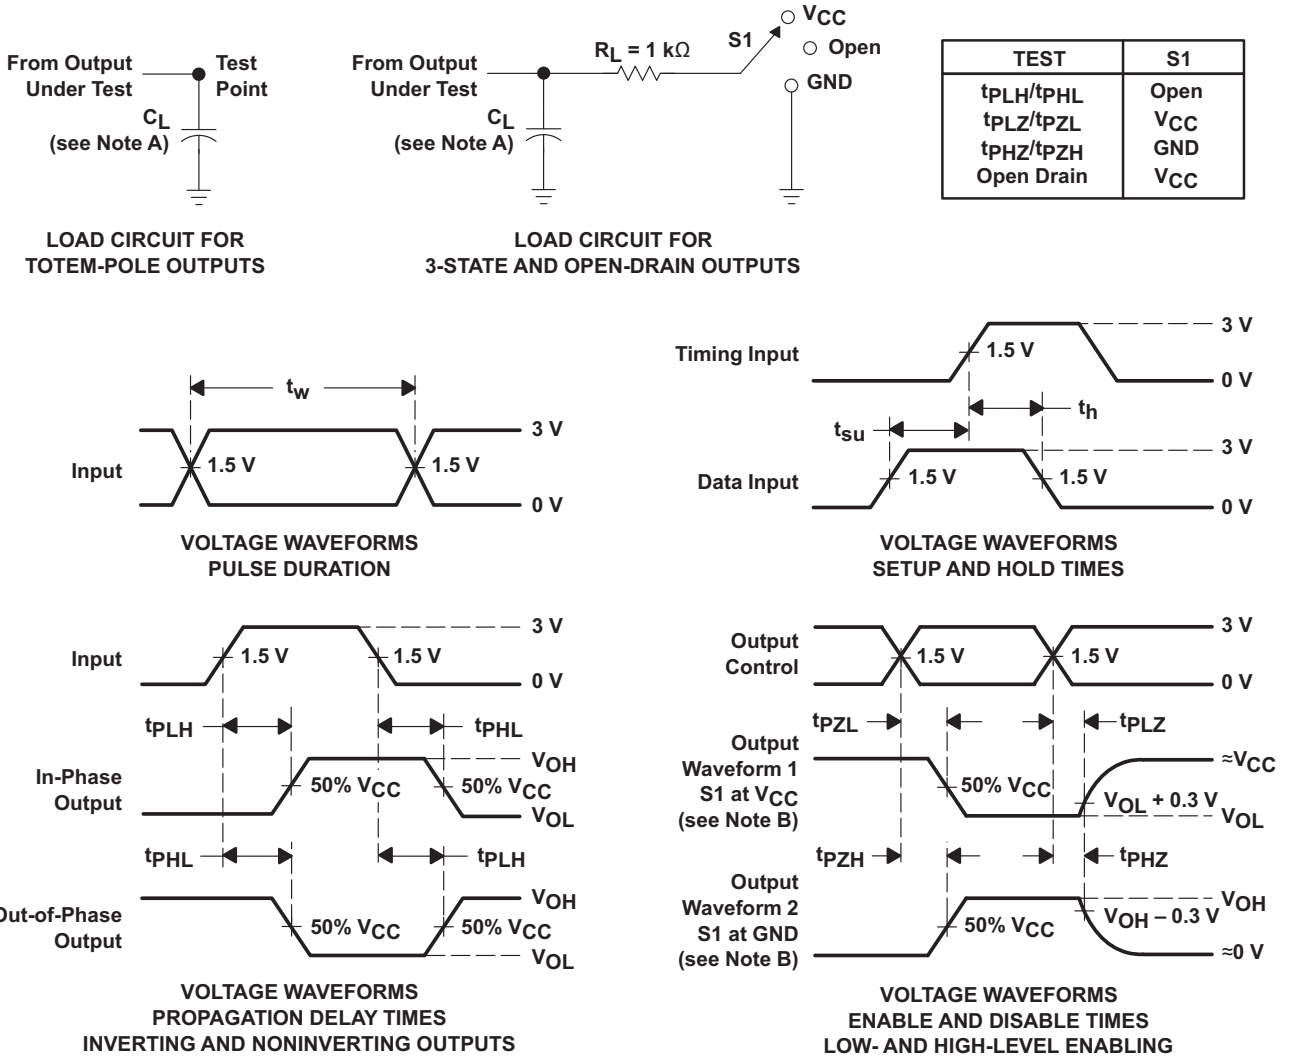 From Output
Under Test
Test
Point
CL
(see Note A)
LOAD CIRCUIT FOR
TOTEM-POLE OUTPUTS
From Output
Under Test
CL
(see Note A)
RL = 1 kΩ
S1
VCC
Open
GND
LOAD CIRCUIT FOR
3-STATE AND OPEN-DRAIN OUTPUTS
TEST S1
tPLH/tPHL Open
tPLZ/tPZL VCC
tPHZ/tPZH GND
Open Drain VCC
tw
Input
1.5 V
1.5 V
3 V
0 V
VOLTAGE WAVEFORMS
PULSE DURATION
Timing Input
1.5 V
3 V
0 V
th
tsu
Data Input
1.5 V
1.5 V
3 V
0 V
VOLTAGE WAVEFORMS
SETUP AND HOLD TIMES
Input
1.5 V
1.5 V
3 V
0 V
tPLH
tPHL
In-Phase
Output
50% VCC
50% VCC
VOH
VOL
tPHL
tPLH
Out-of-Phase
Output
50% VCC
50% VCC
VOH
VOL
VOLTAGE WAVEFORMS
PROPAGATION DELAY TIMES
INVERTING AND NONINVERTING OUTPUTS
Output
Control
1.5 V
1.5 V
3 V
0 V
tPZL
tPLZ
Output
Waveform 1
S1 at VCC
(see Note B)
50% VCC
VOL + 0.3 V
≈VCC
VOL
tPZH
tPHZ
Output
Waveform 2
S1 at GND
(see Note B)
50% VCC
VOH – 0.3 V
VOH
≈0 V
VOLTAGE WAVEFORMS
ENABLE AND DISABLE TIMES
LOW- AND HIGH-LEVEL ENABLING